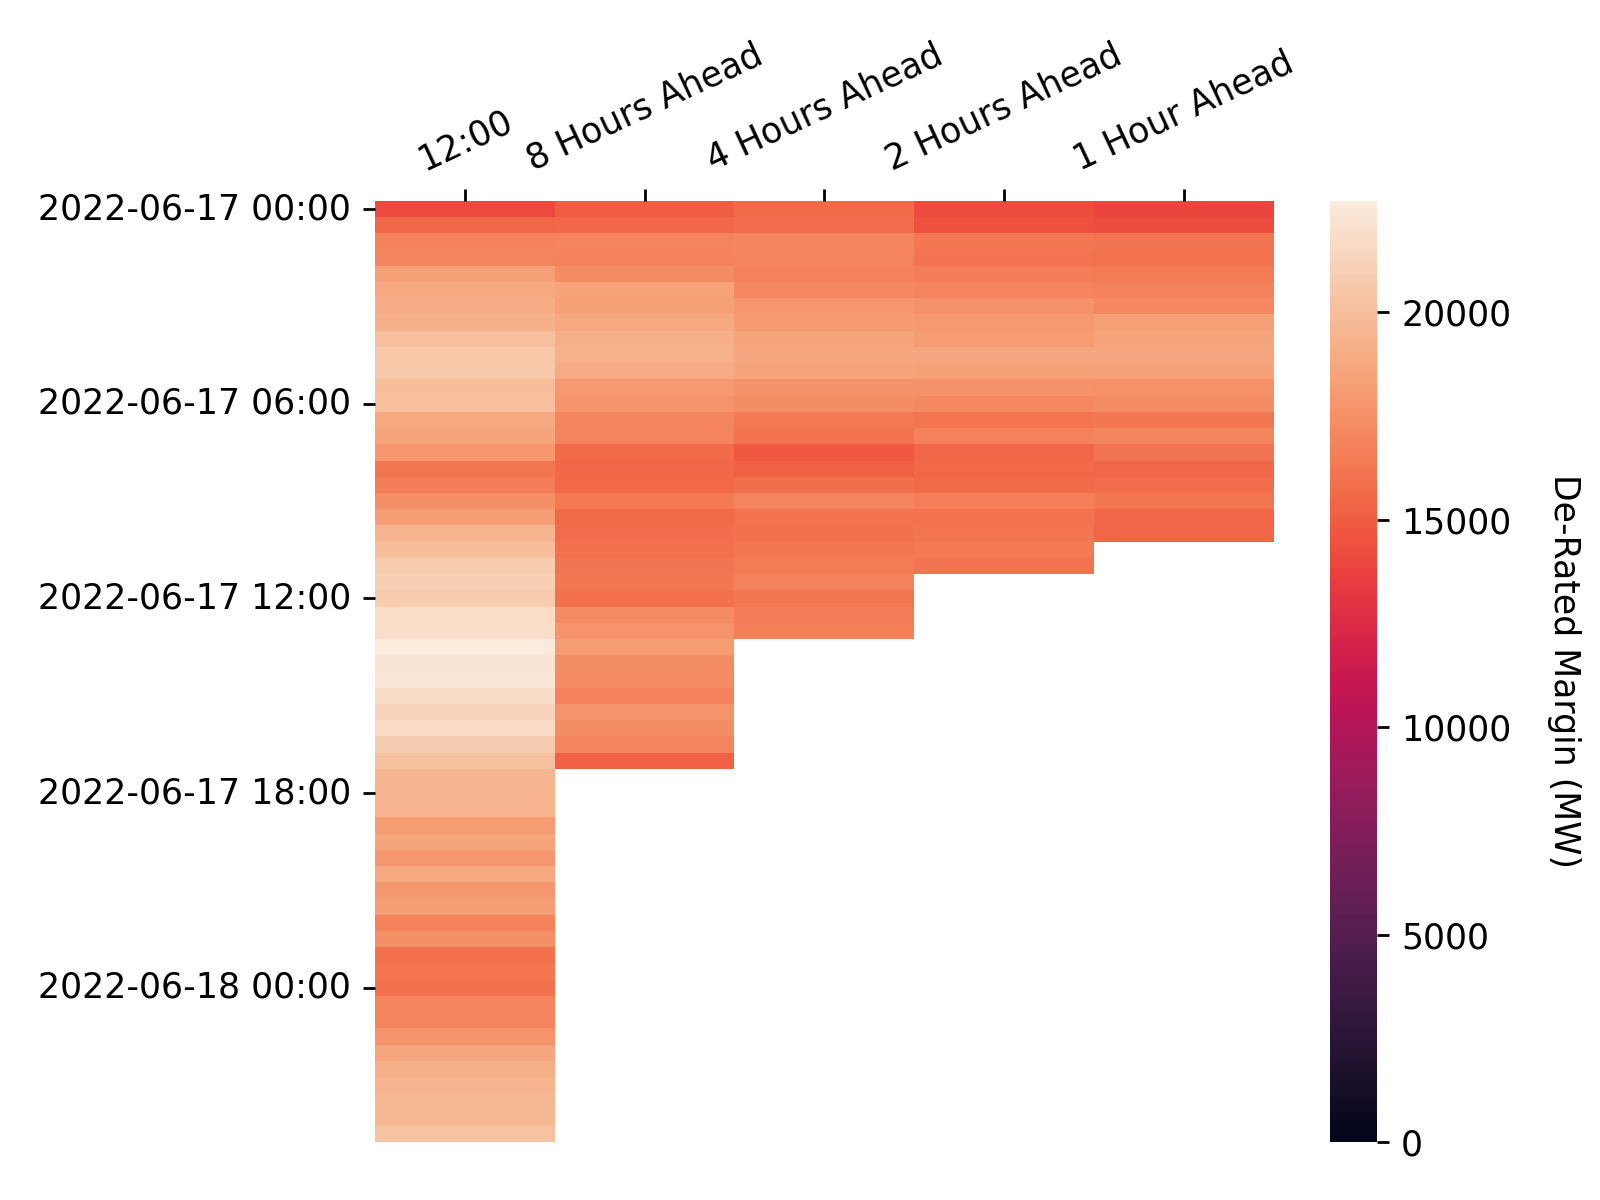 12:00
8 Hours Ahead
4 Hours Ahead
2 Hours Ahead
1 Hour Ahead
2022-06-17 00:00
2022-06-17 06:00
2022-06-17 12:00
2022-06-17 18:00
2022-06-18 00:00
20000
15000
10000
5000
0
De-Rated Margin (MW)